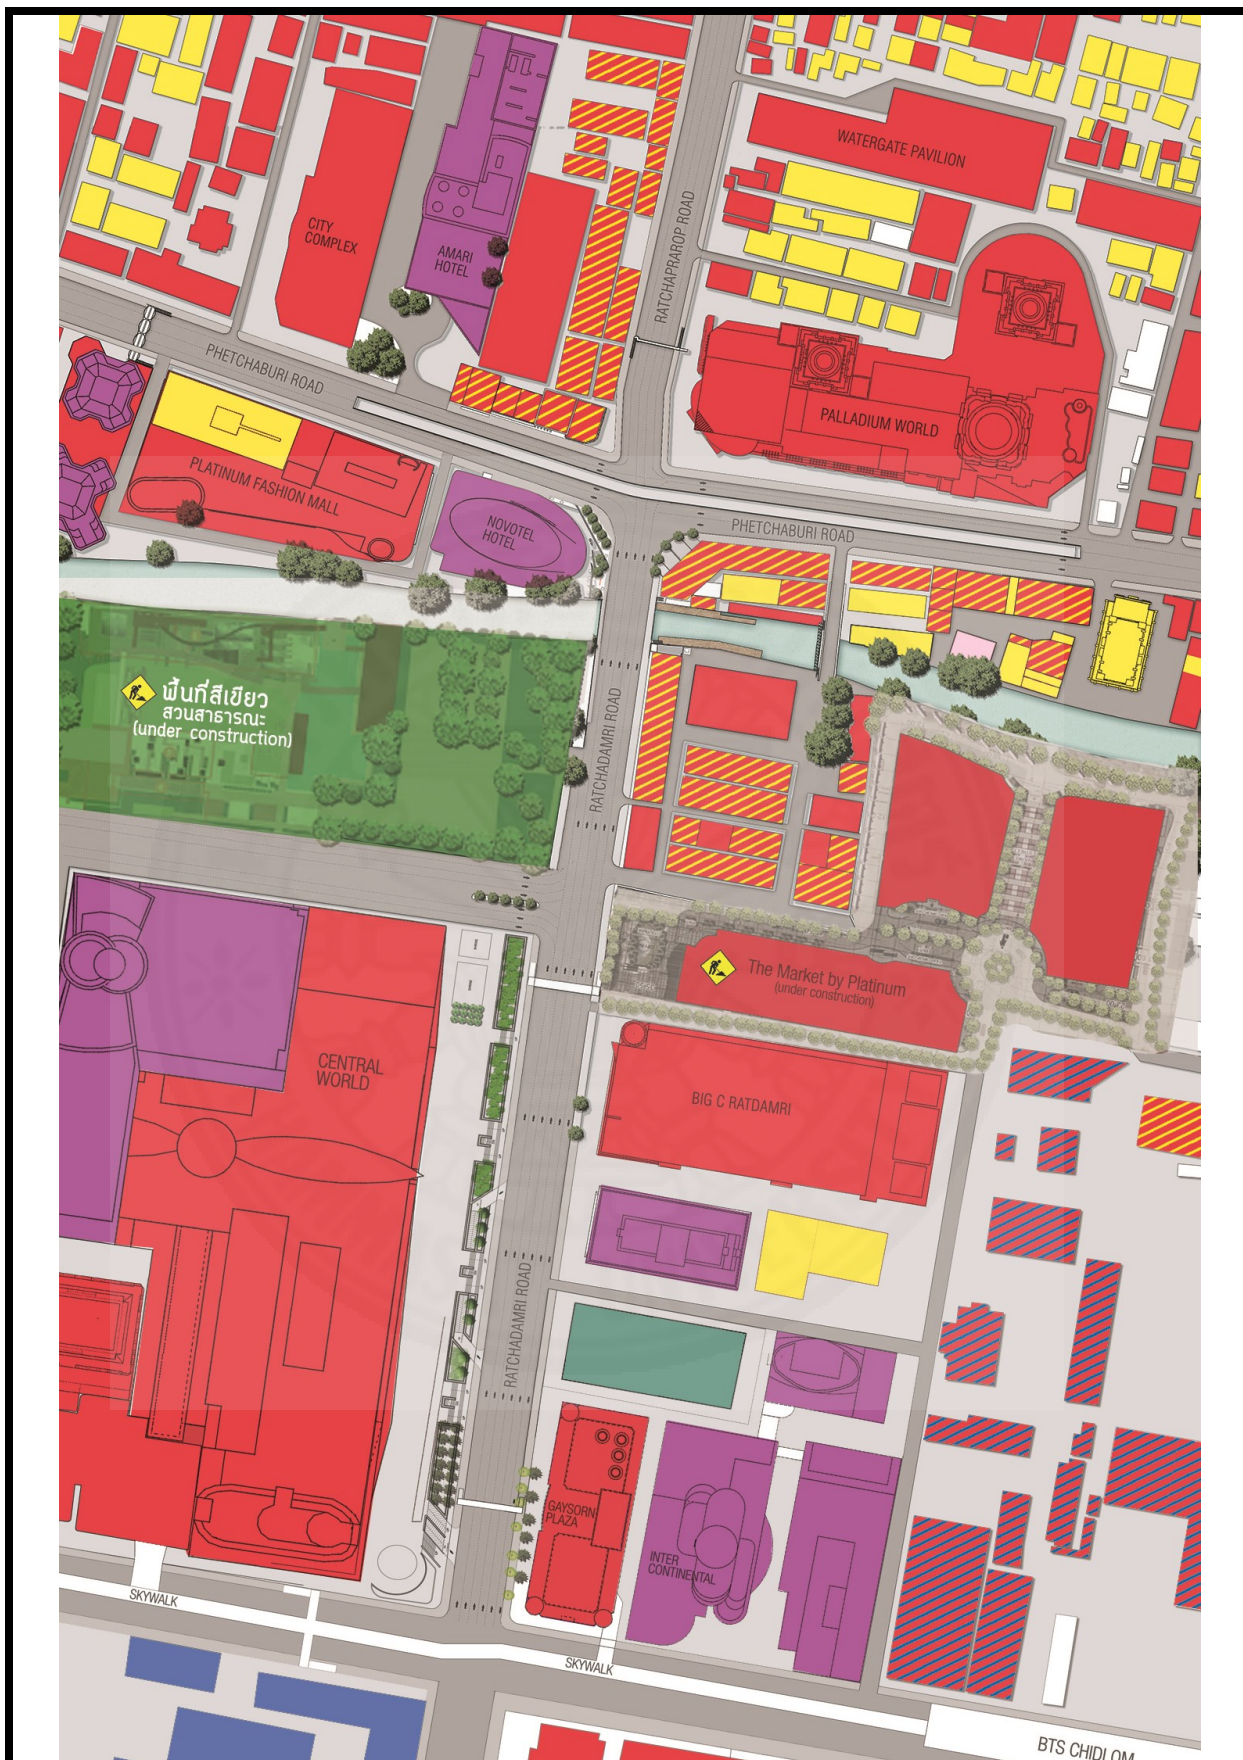 WATERGATE PAVILION
RATCHAPRAROP ROAD
CITY
COMPLEX
AMARI
HOTEL
PHETCHABURI ROAD
PALLADIUM WORLD
PLATINUM FASHION MALL
NOVOTEL
HOTEL
PHETCHABURI ROAD
พื้นที่สีเขียว
สวนสาธารณะ
(under construction)
RATCHADAMRI ROAD
The Market by Platinum
(under construction)
CENTRAL
WORLD
BIG C RATDAMRI
RATCHADAMRI ROAD
GAYSORN
PLAZA
INTER
CONTINENTAL
SKYWALK
SKYWALK
BTS CHIDLOM